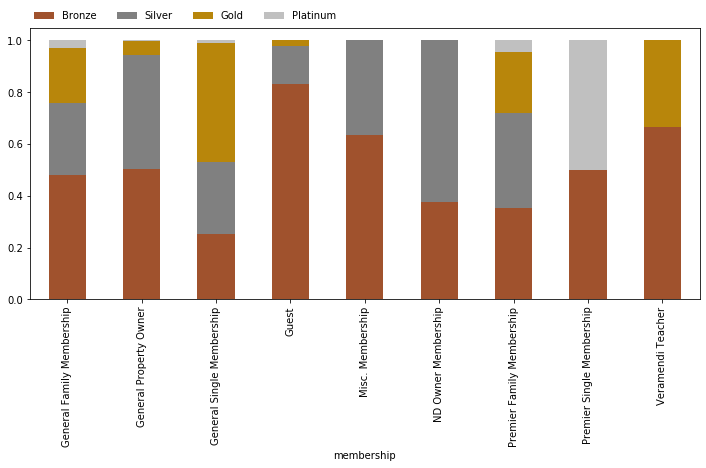 Bronze Silver Gold Platinum
1.0
0.8
0.6
0.4
0.2
0.0
General Family Membership
General Property Owner
General Single Membership
Guest
Misc. Membership
ND Owner Membership
Premier Family Membership
Premier Single Membership
Veramendi Teacher
membership